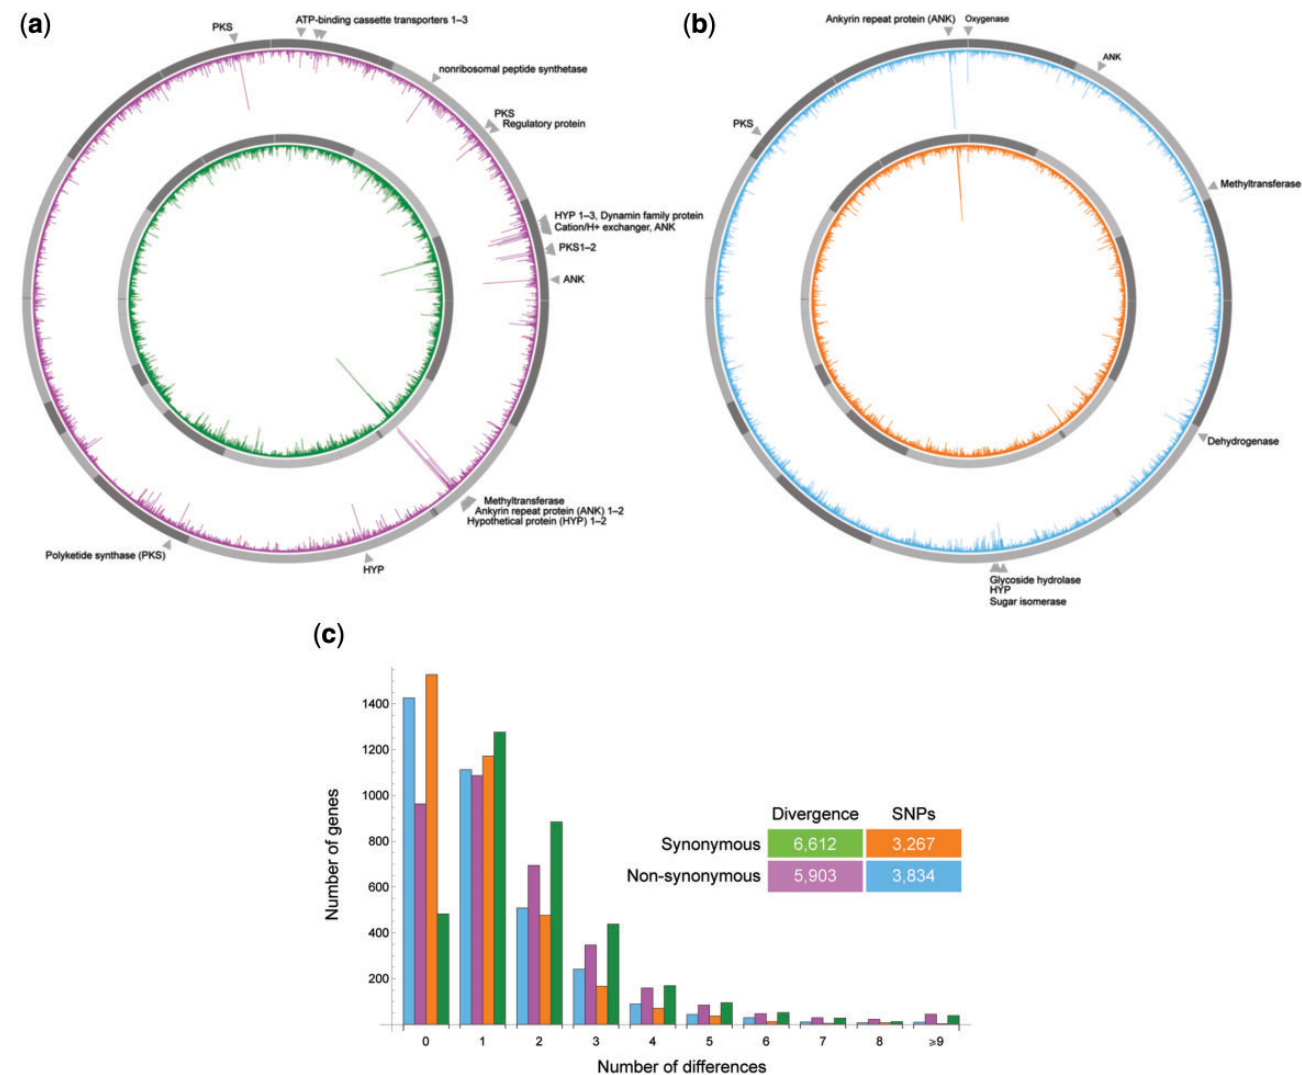 (a)
PKS
ATP-binding cassette transporters 1–3
nonribosomal peptide synthetase
PKS
Regulatory protein
HYP 1–3, Dynamin family protein
Cation/H+ exchanger, ANK
PKS1–2
ANK
Methyltransferase
Ankyrin repeat protein (ANK) 1–2
Hypothetical protein (HYP) 1–2
Polyketide synthase (PKS)
HYP
(b)
Ankyrin repeat protein (ANK)
Oxygenase
ANK
PKS
Methyltransferase
Dehydrogenase
Glycoside hydrolase
HYP
Sugar isomerase
(c)
Number of genes
1400
1200
1000
800
600
400
200
Divergence SNPs
Synonymous 6,612 3,267
Non-synonymous 5,903 3,834
0 1 2 3 4 5 6 7 8 ⩾9
Number of differences